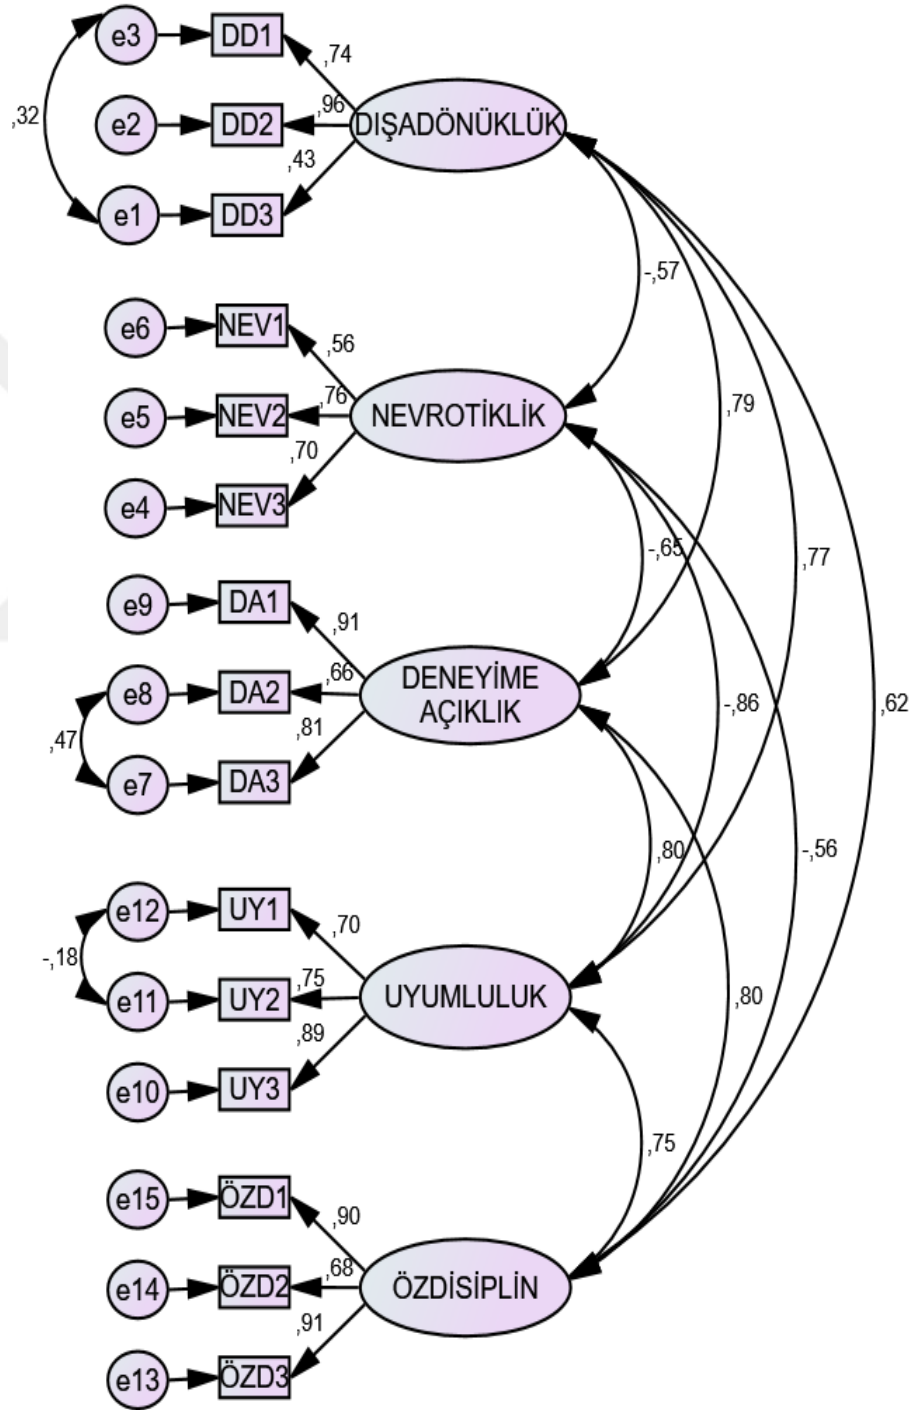 e3
DD1
,74
,32
e2
DD2
,96
DIŞADÖNÜKLÜK
,43
e1
DD3
-,57
e6
NEV1
,56
e5
NEV2
,76
NEVROTİKLİK
,79
,70
e4
NEV3
-,65
,77
e9
DA1
,91
e8
DA2
,66
DENEYİME
AÇIKLIK
-,86
,62
,47
,81
e7
DA3
,80
-,56
e12
UY1
,70
-,18
e11
UY2
,75
UYUMLULUK
,80
,89
e10
UY3
,75
e15
ÖZD1
,90
e14
ÖZD2
,68
ÖZDİSİPLİN
,91
e13
ÖZD3